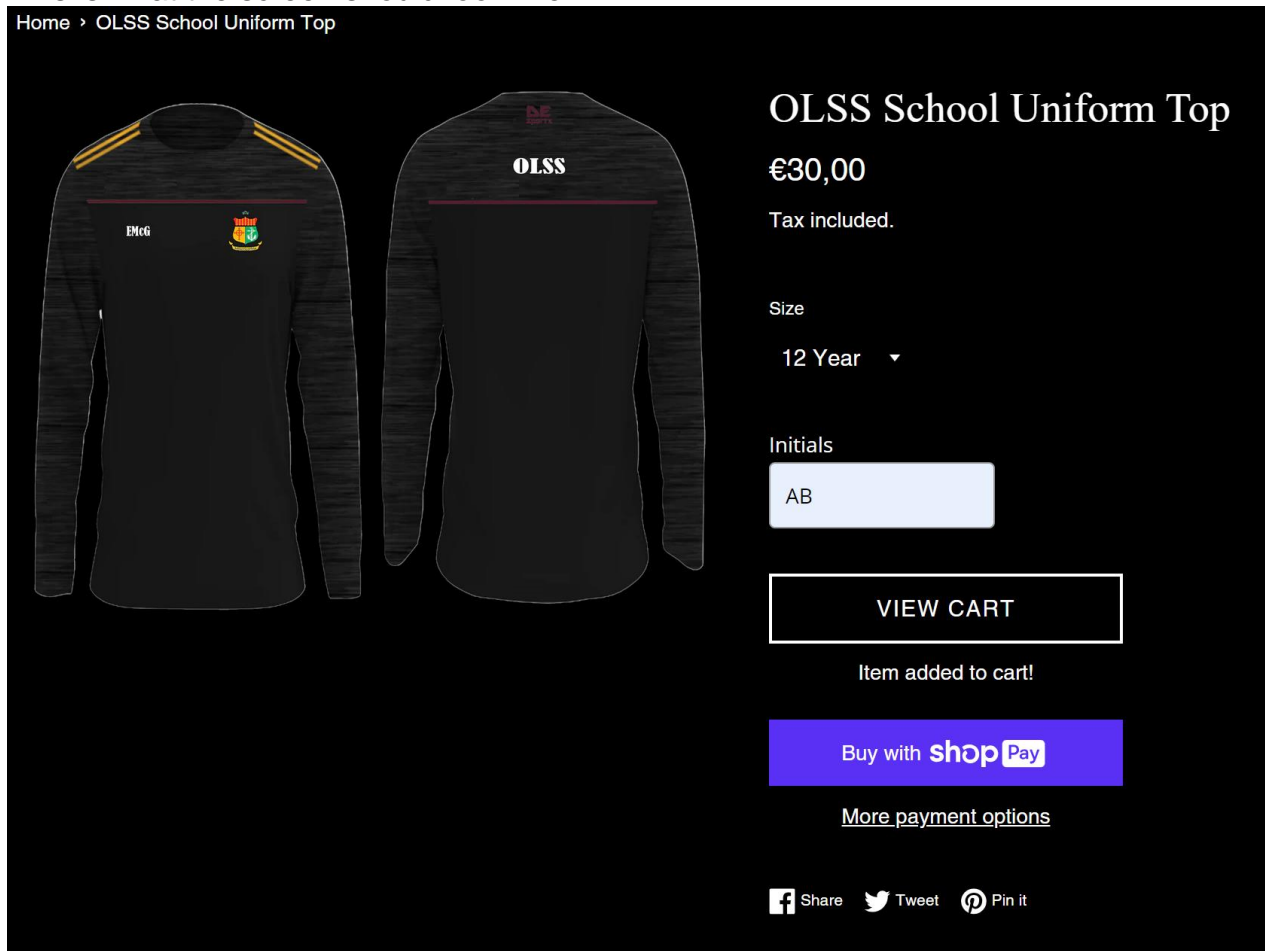 Home › OLSS School Uniform Top
OLSS School Uniform Top
€30,00
Tax included.
Size
12 Year
Initials
AB
VIEW CART
Item added to cart!
Buy with shop Pay
More payment options
Share Tweet Pin it
EMcG
OLSS